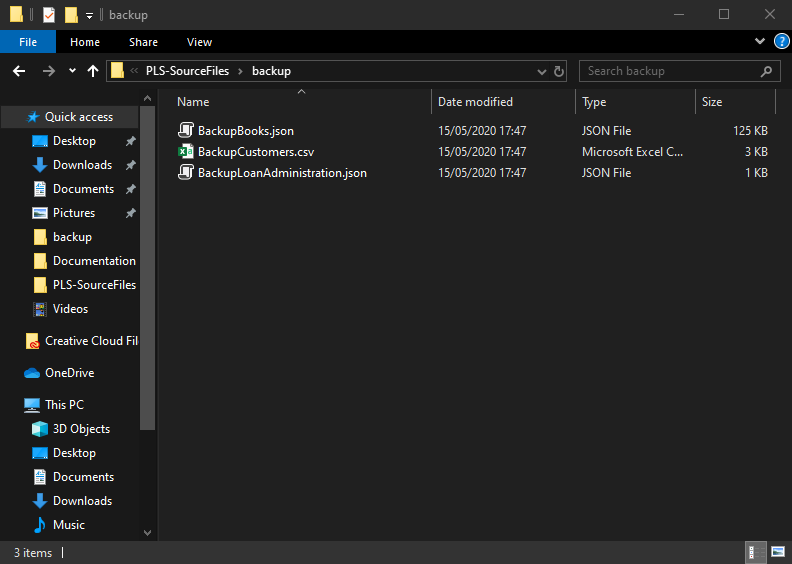 backup
File Home Share View
PLS-SourceFiles backup Search backup
Name Date modified Type Size
Quick access
Desktop
Downloads
Documents
Pictures
backup
Documentation
PLS-SourceFiles
Videos
Creative Cloud Fil
OneDrive
This PC
3D Objects
Desktop
Documents
Downloads
Music
BackupBooks.json 15/05/2020 17:47 JSON File 125 KB
BackupCustomers.csv 15/05/2020 17:47 Microsoft Excel C... 3 KB
BackupLoanAdministration.json 15/05/2020 17:47 JSON File 1 KB
3 items